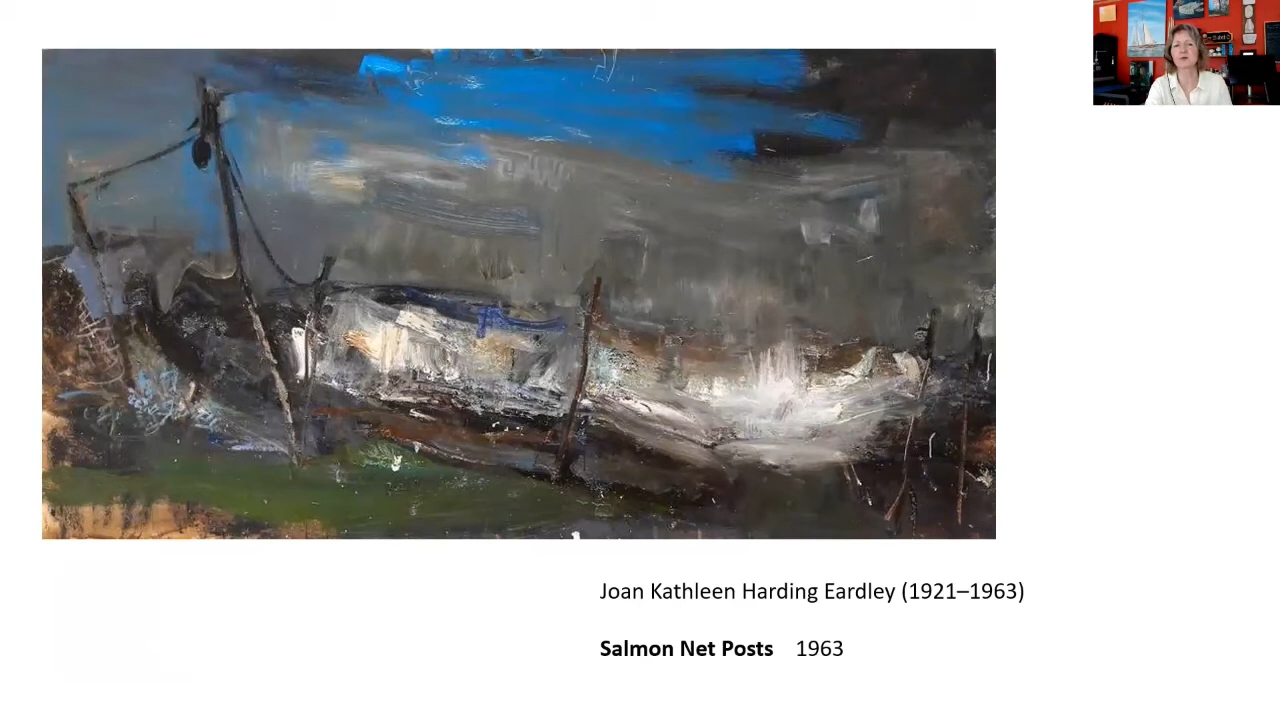 Joan Kathleen Harding Eardley (1921–1963)
Salmon Net Posts 1963